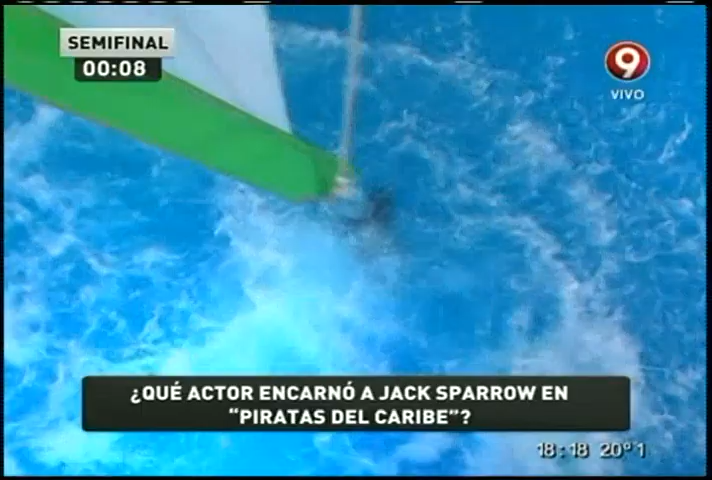 SEMIFINAL
00:08
9
VIVO
¿QUÉ ACTOR ENCARNÓ A JACK SPARROW EN
“PIRATAS DEL CARIBE”?
18:18 20°1